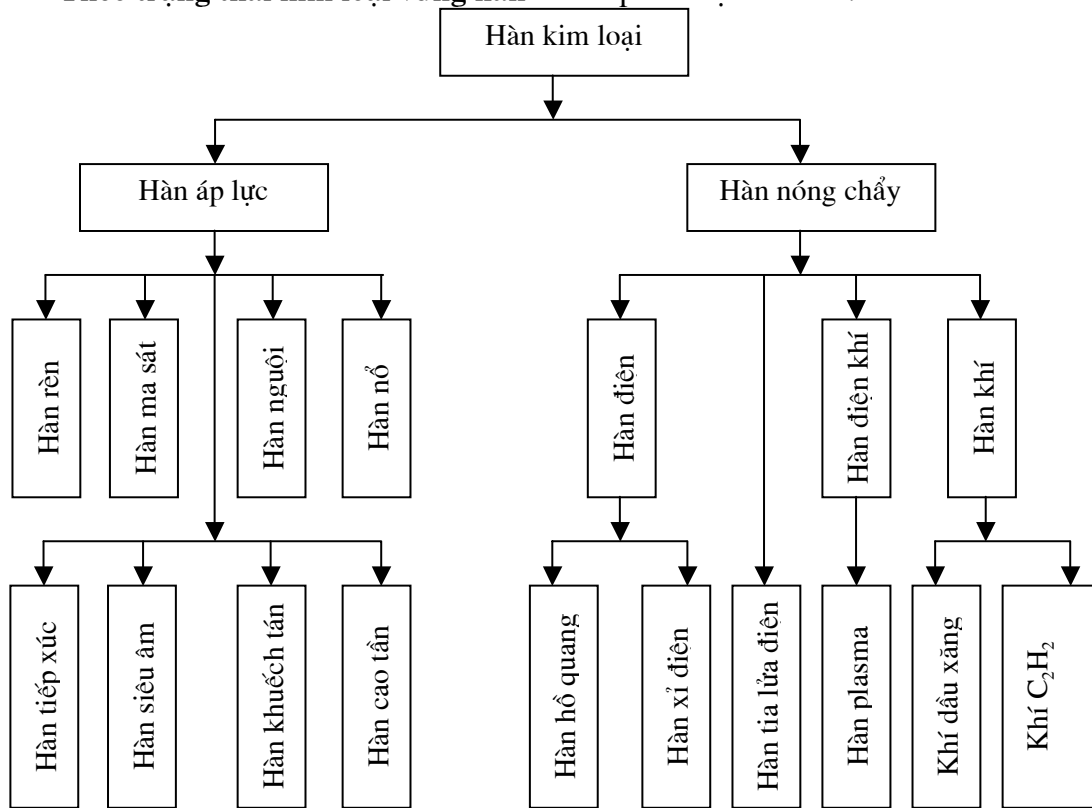 Hàn kim loại
Hàn áp lực
Hàn nóng chẩy
Hàn rèn
Hàn ma sát
Hàn nguội
Hàn nổ
Hàn điện
Hàn điện khí
Hàn khí
Hàn tiếp xúc
Hàn siêu âm
Hàn khuếch tán
Hàn cao tần
Hàn hồ quang
Hàn xỉ điện
Hàn tia lửa điện
Hàn plasma
Khí dầu xăng
Khí C₂H₂